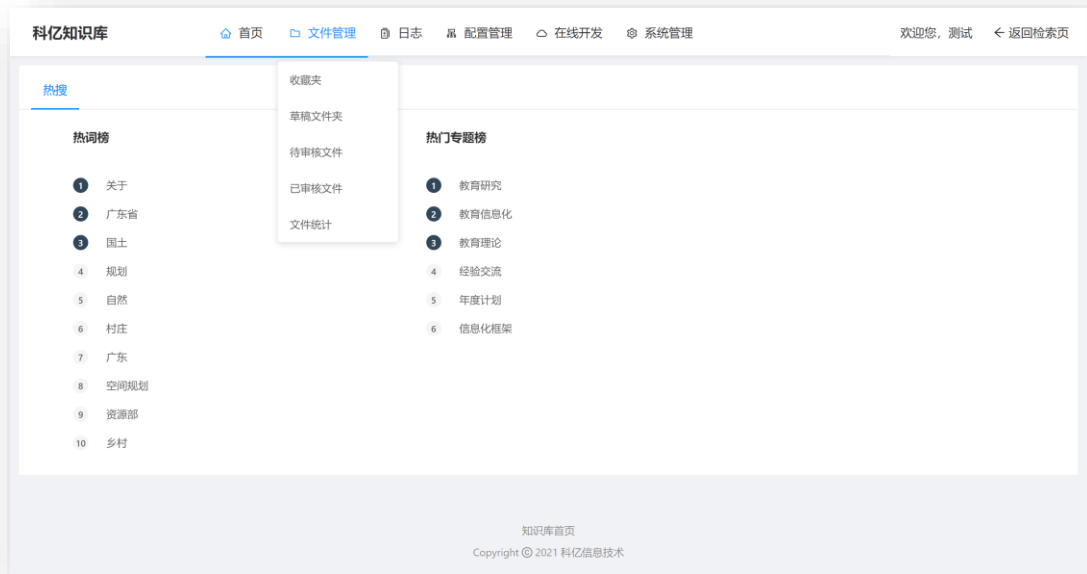 科亿知识库 首页 文件管理 日志 配置管理 在线开发 系统管理 欢迎您, 测试 返回检索页
收藏夹
草稿文件夹
待审核文件
已审核文件
文件统计
热搜
热词榜
1 关于
2 广东省
3 国土
4 规划
5 自然
6 村庄
7 广东
8 空间规划
9 资源部
10 乡村
热门专题榜
1 教育研究
2 教育信息化
3 教育理论
4 经验交流
5 年度计划
6 信息化框架
知识库首页
Copyright © 2021 科亿信息技术